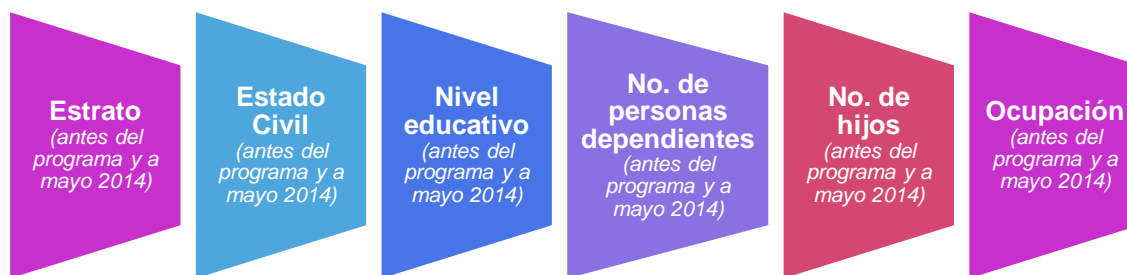 Estrato
(antes del
programa y a
mayo 2014)
Estado
Civil
(antes del
programa y a
mayo 2014)
Nivel
educativo
(antes del
programa y a
mayo 2014)
No. de
personas
dependientes
(antes del
programa y a
mayo 2014)
No. de
hijos
(antes del
programa y a
mayo 2014)
Ocupación
(antes del
programa y a
mayo 2014)